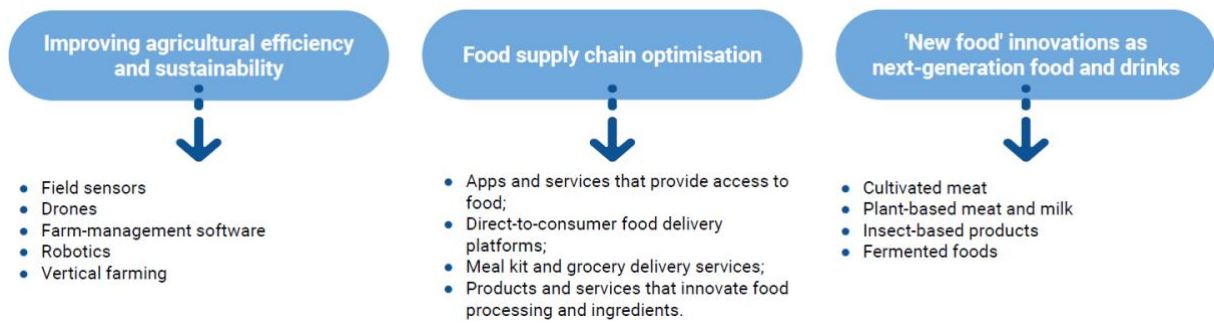 Improving agricultural efficiency
and sustainability
• Field sensors
• Drones
• Farm-management software
• Robotics
• Vertical farming
Food supply chain optimisation
• Apps and services that provide access to
food;
• Direct-to-consumer food delivery
platforms;
• Meal kit and grocery delivery services;
• Products and services that innovate food
processing and ingredients.
'New food' innovations as
next-generation food and drinks
• Cultivated meat
• Plant-based meat and milk
• Insect-based products
• Fermented foods